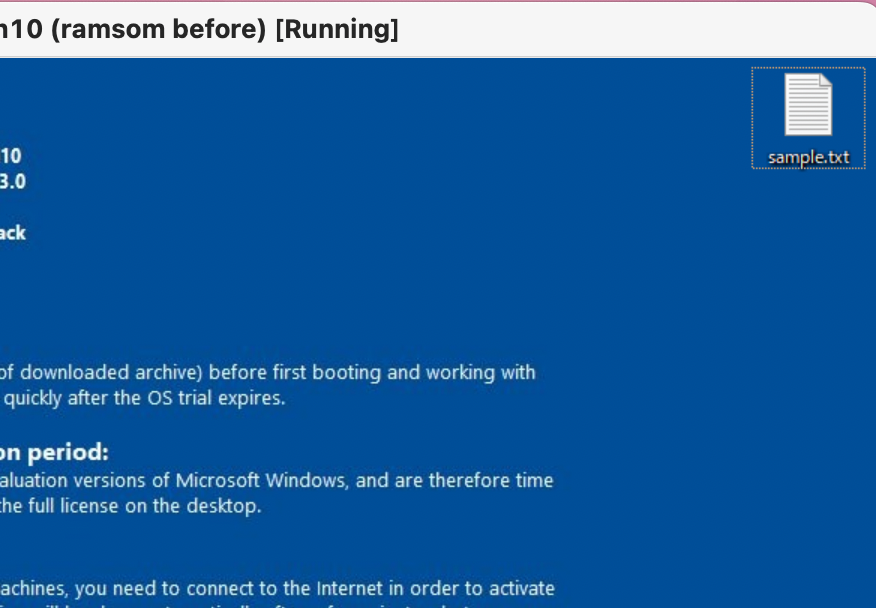 n10 (ramsom before) [Running]
sample.txt
10
3.0
ack
of downloaded archive) before first booting and working with
quickly after the OS trial expires.
on period:
aluation versions of Microsoft Windows, and are therefore time
the full license on the desktop.
achines, you need to connect to the Internet in order to activate